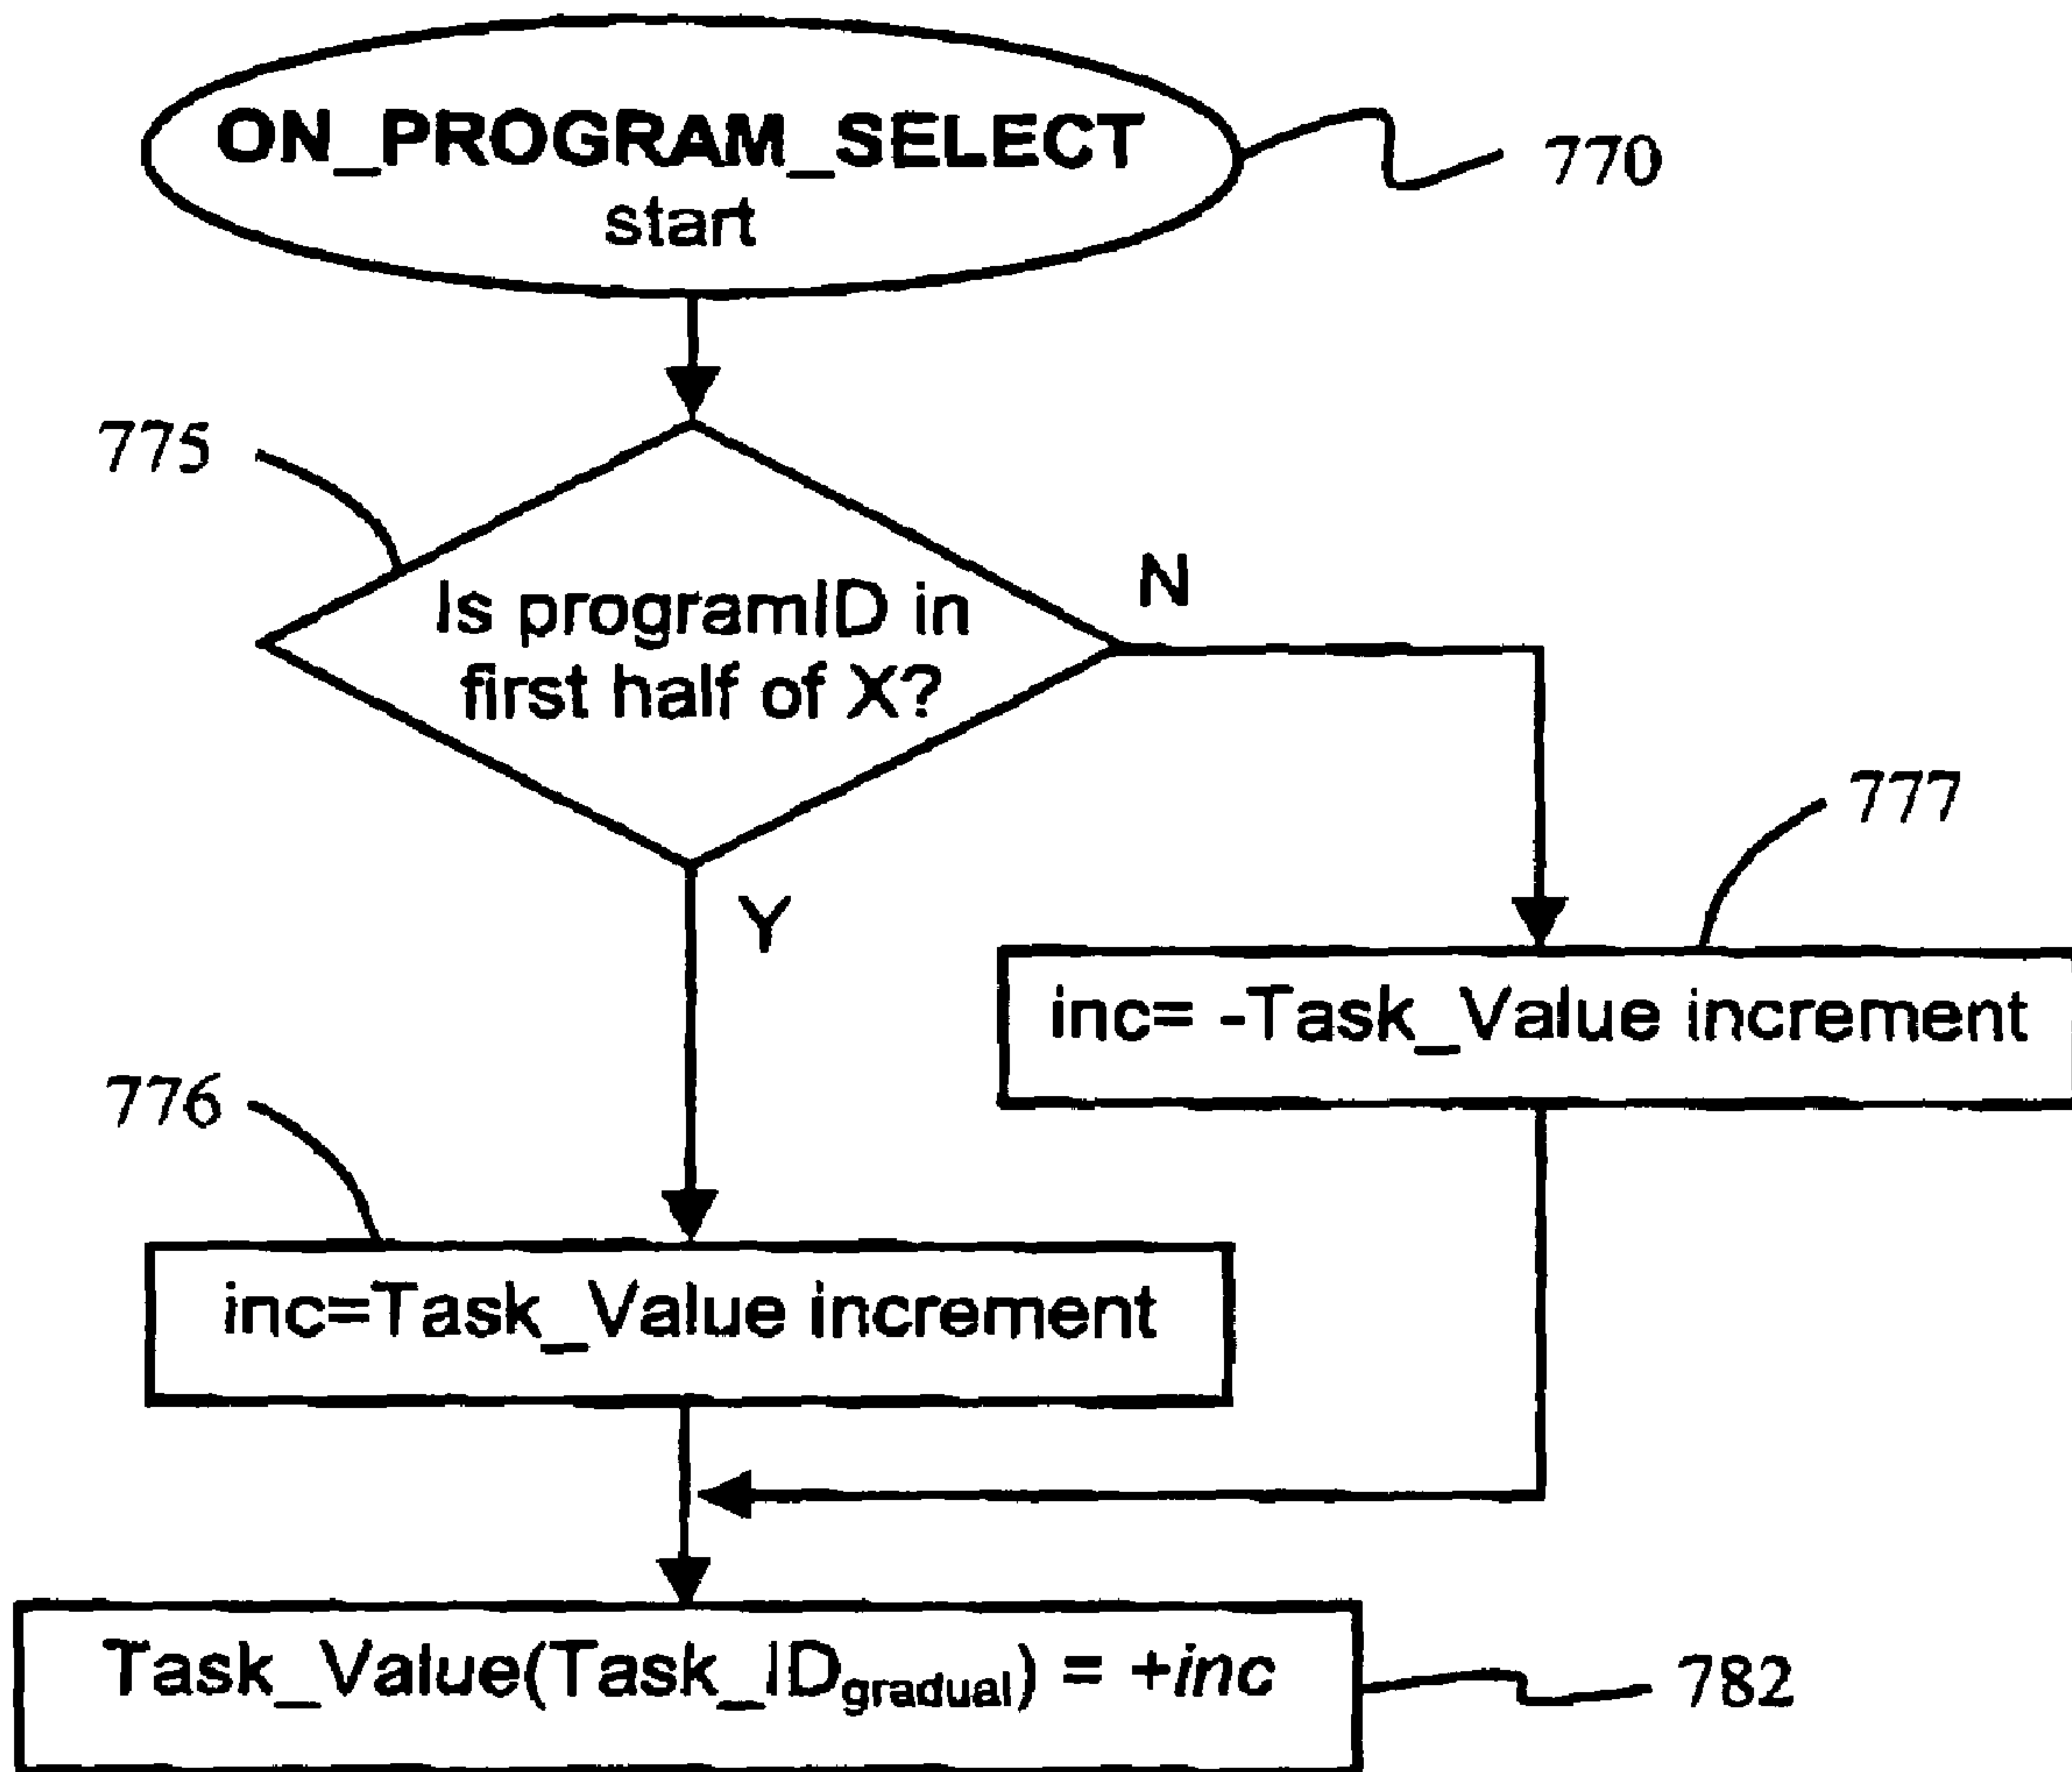 ON_PROGRAM_SELECT
start
770
775
Is programID in
first half of X?
N
Y
777
inc= -Task_Value increment
776
inc=Task_Value increment
Task_Value(Task_IDgradual) = +inc
782